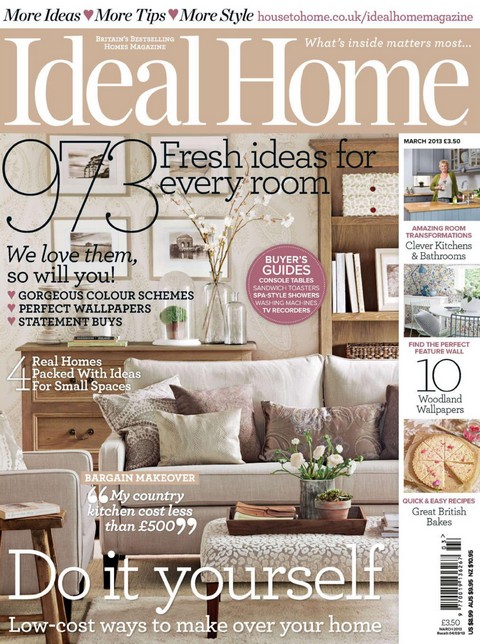 More Ideas ♥ More Tips ♥ More Style housetohome.co.uk/idealhomemagazine
BRITAIN'S BESTSELLING
HOMES MAGAZINE
What's inside matters most...
Ideal Home
MARCH 2013 £3.50
973 Fresh ideas for
every room
We love them,
so will you!
♥ GORGEOUS COLOUR SCHEMES
♥ PERFECT WALLPAPERS
♥ STATEMENT BUYS
BUYER'S
GUIDES
CONSOLE TABLES
SANDWICH TOASTERS
SPA-STYLE SHOWERS
WASHING MACHINES
TV RECORDERS
4 Real Homes
Packed With Ideas
For Small Spaces
AMAZING ROOM
TRANSFORMATIONS
Clever Kitchens
& Bathrooms
FIND THE PERFECT
FEATURE WALL
10
Woodland
Wallpapers
QUICK & EASY RECIPES
Great British
Bakes
BARGAIN MAKEOVER
“My country
kitchen cost less
than £500”
Do it yourself
Low-cost ways to make over your home
£3.50
MARCH 2013
US $8.99 AUS $9.95 NZ $10.95
03>